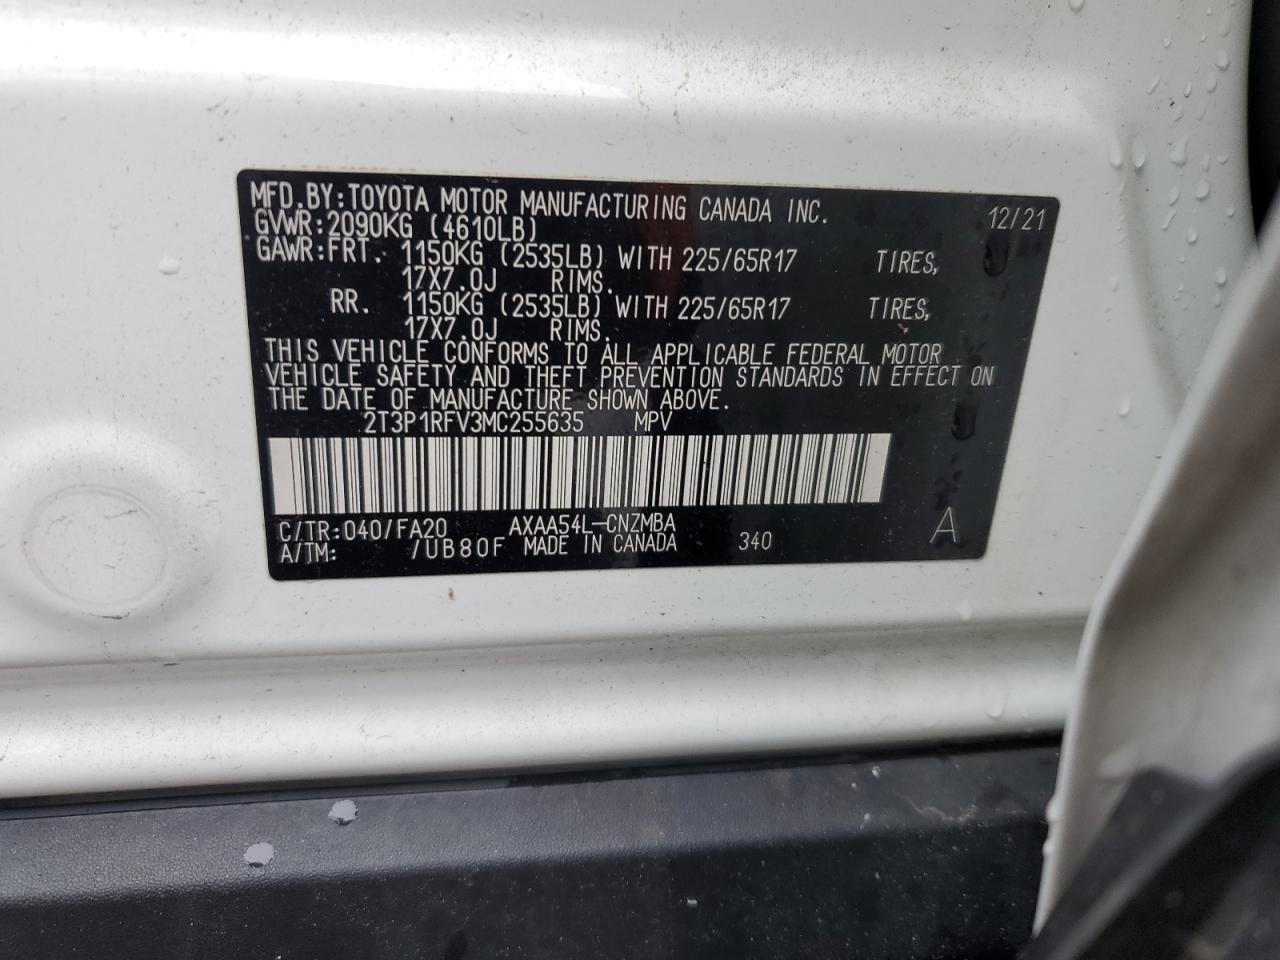 MFD.BY:TOYOTA MOTOR MANUFACTURING CANADA INC. 12/21
GVWR:2090KG (4610LB)
GAWR:FRT. 1150KG (2535LB) WITH 225/65R17 TIRES,
17X7.0J RIMS.
RR. 1150KG (2535LB) WITH 225/65R17 TIRES,
17X7.0J RIMS.
THIS VEHICLE CONFORMS TO ALL APPLICABLE FEDERAL MOTOR
VEHICLE SAFETY AND THEFT PREVENTION STANDARDS IN EFFECT ON
THE DATE OF MANUFACTURE SHOWN ABOVE.
2T3P1RFV3MC255635 MPV
C/TR:040/FA20 AXAA54L-CNZMBA
A/TM: /UB80F MADE IN CANADA 340 A